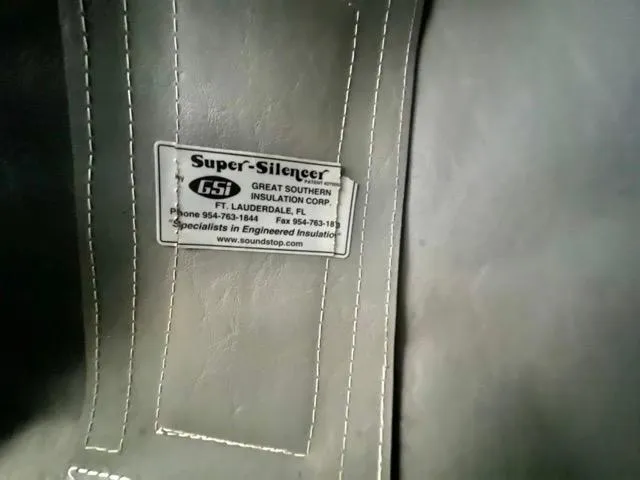 Super-Silencer
GSi
GREAT SOUTHERN
INSULATION CORP.
FT. LAUDERDALE, FL
Phone 954-763-1844 Fax
"Specialists in Engineered Insulation"
www.soundstop.com